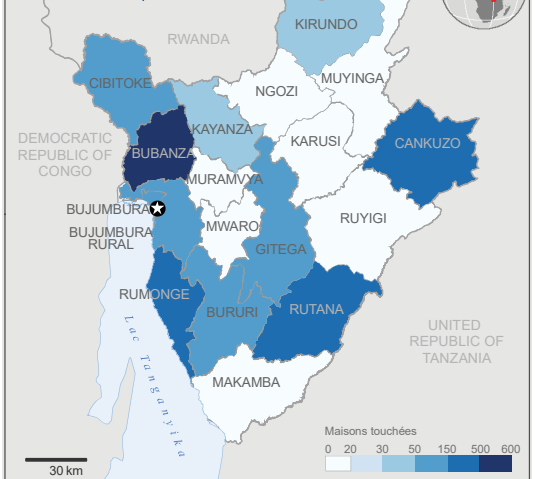 KIRUNDO
RWANDA
MUYINGA
CIBITOKE
NGOZI
KAYANZA
KARUSI
CANKUZO
DEMOCRATIC
REPUBLIC OF
CONGO
BUBANZA
MURAMVYA
BUJUMBURA
RUYIGI
MWARO
BUJUMBURA
RURAL
GITEGA
RUMONGE
BURURI
RUTANA
Lac Tanganyika
UNITED
REPUBLIC OF
TANZANIA
MAKAMBA
Maisons touchées
0 20 30 50 150 500 600
30 km